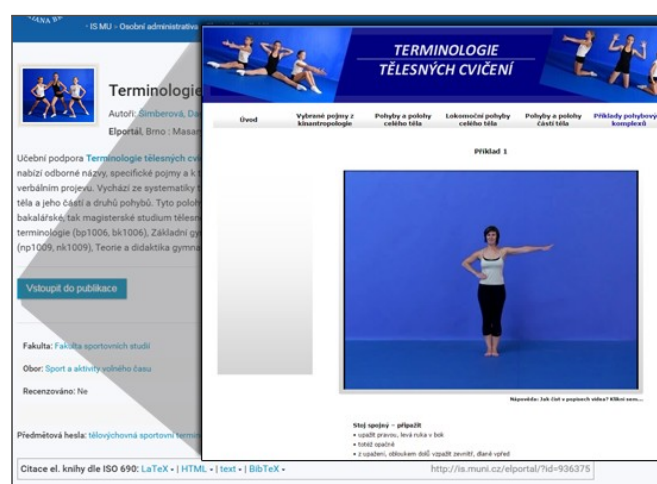 IS MU » Osobní administrativa
Terminologie
Autoři: Šimberová,
Elportál, Brno : Masar
Učební podpora Terminologie tělesných cvi
nabízí odborné názvy, specifické pojmy a k t
verbálním projevu. Vychází ze systematiky t
těla a jeho částí a druhů pohybů. Tyto poloh
bakalářské, tak magisterské studium tělesn
terminologie (bp1006, bk1006), Základní gy
(np1009, nk1009), Teorie a didaktika gymna
Vstoupit do publikace
Fakulta: Fakulta sportovních studií
Obor: Sport a aktivity volného času
Recenzováno: Ne
Předmětová hesla: tělovýchovná sportovní termin
Citace el. knihy dle ISO 690: LaTeX | HTML | text | BibTeX
http://is.muni.cz/elportal/?id=936375
TERMINOLOGIE
TĚLESNÝCH CVIČENÍ
Úvod
Vybrané pojmy z
kinantropologie
Pohyby a polohy
celého těla
Lokomoční pohyby
celého těla
Pohyby a polohy
částí těla
Příklady pohybový
komplexů
Příklad 1
Nápověda: Jak číst v popisech videa? Klikni sem...
Stoj spojný – připažit
• upažit pravou, levá ruka v bok
• totéž opačně
• z upažení, obloukem dolů vzpažit zevnitř, dlaně vpřed